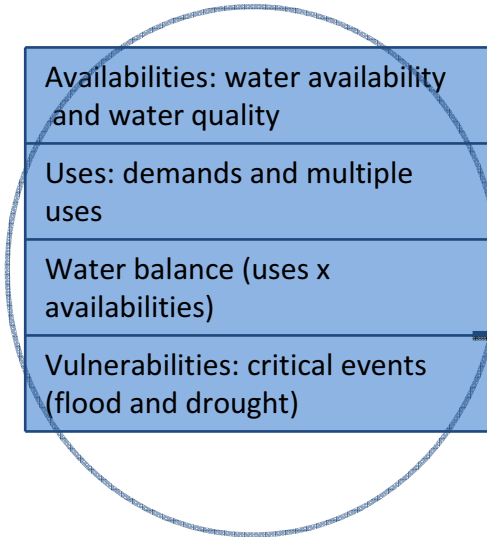 Availabilities: water availability
and water quality
Uses: demands and multiple
uses
Water balance (uses x
availabilities)
Vulnerabilities: critical events
(flood and drought)